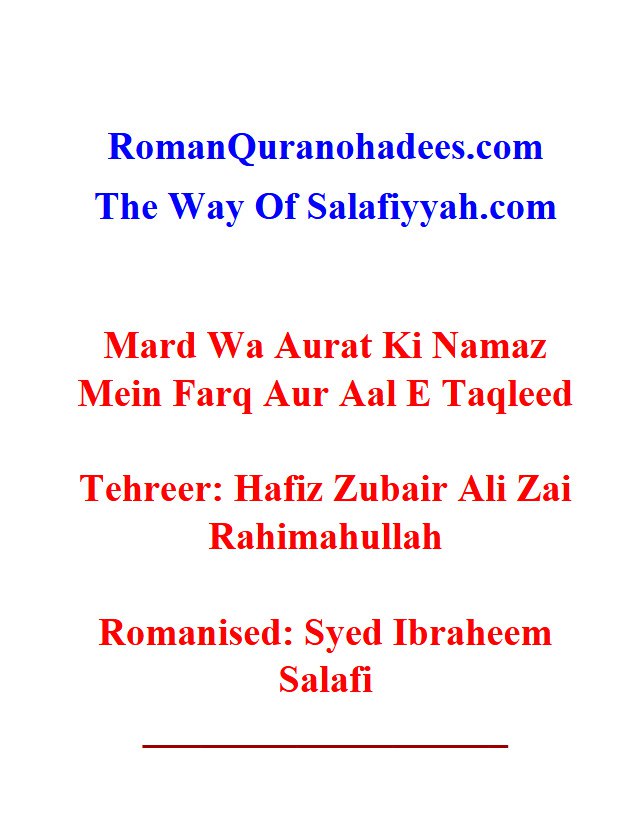 RomanQuranohadees.com
The Way Of Salafiyyah.com
Mard Wa Aurat Ki Namaz
Mein Farq Aur Aal E Taqleed
Tehreer: Hafiz Zubair Ali Zai
Rahimahullah
Romanised: Syed Ibraheem
Salafi